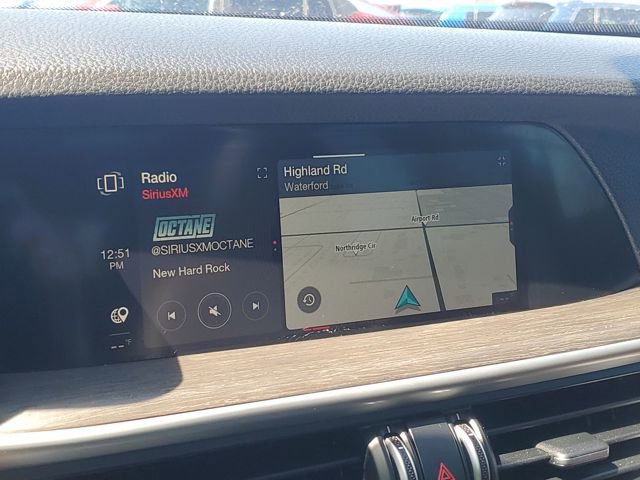 Radio
SiriusXM
OCTANE
@SIRIUSXMOCTANE
New Hard Rock
12:51
PM
-- °F
Highland Rd
Waterford
Airport Rd
Northridge Cir